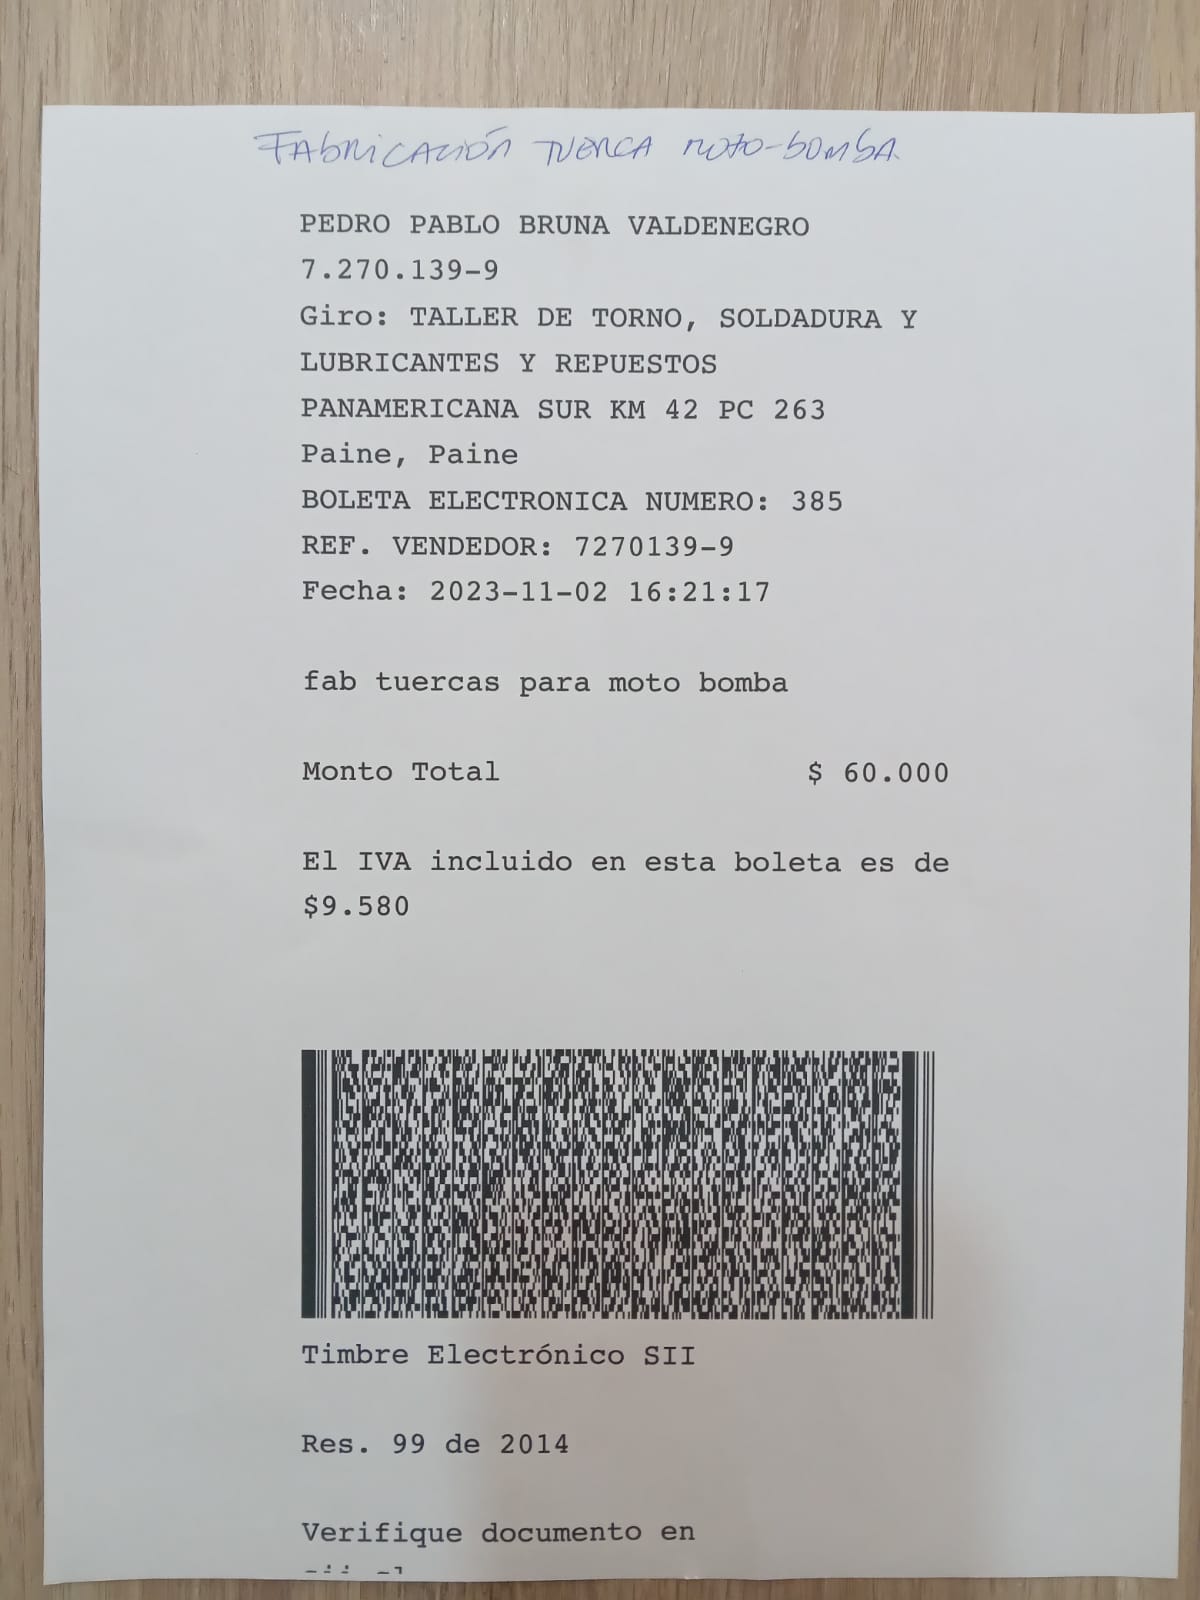 Fabricación tuerca moto-bomba
PEDRO PABLO BRUNA VALDENEGRO
7.270.139-9
Giro: TALLER DE TORNO, SOLDADURA Y
LUBRICANTES Y REPUESTOS
PANAMERICANA SUR KM 42 PC 263
Paine, Paine
BOLETA ELECTRONICA NUMERO: 385
REF. VENDEDOR: 7270139-9
Fecha: 2023-11-02 16:21:17
fab tuercas para moto bomba
Monto Total $ 60.000
El IVA incluido en esta boleta es de
$9.580
Timbre Electrónico SII
Res. 99 de 2014
Verifique documento en